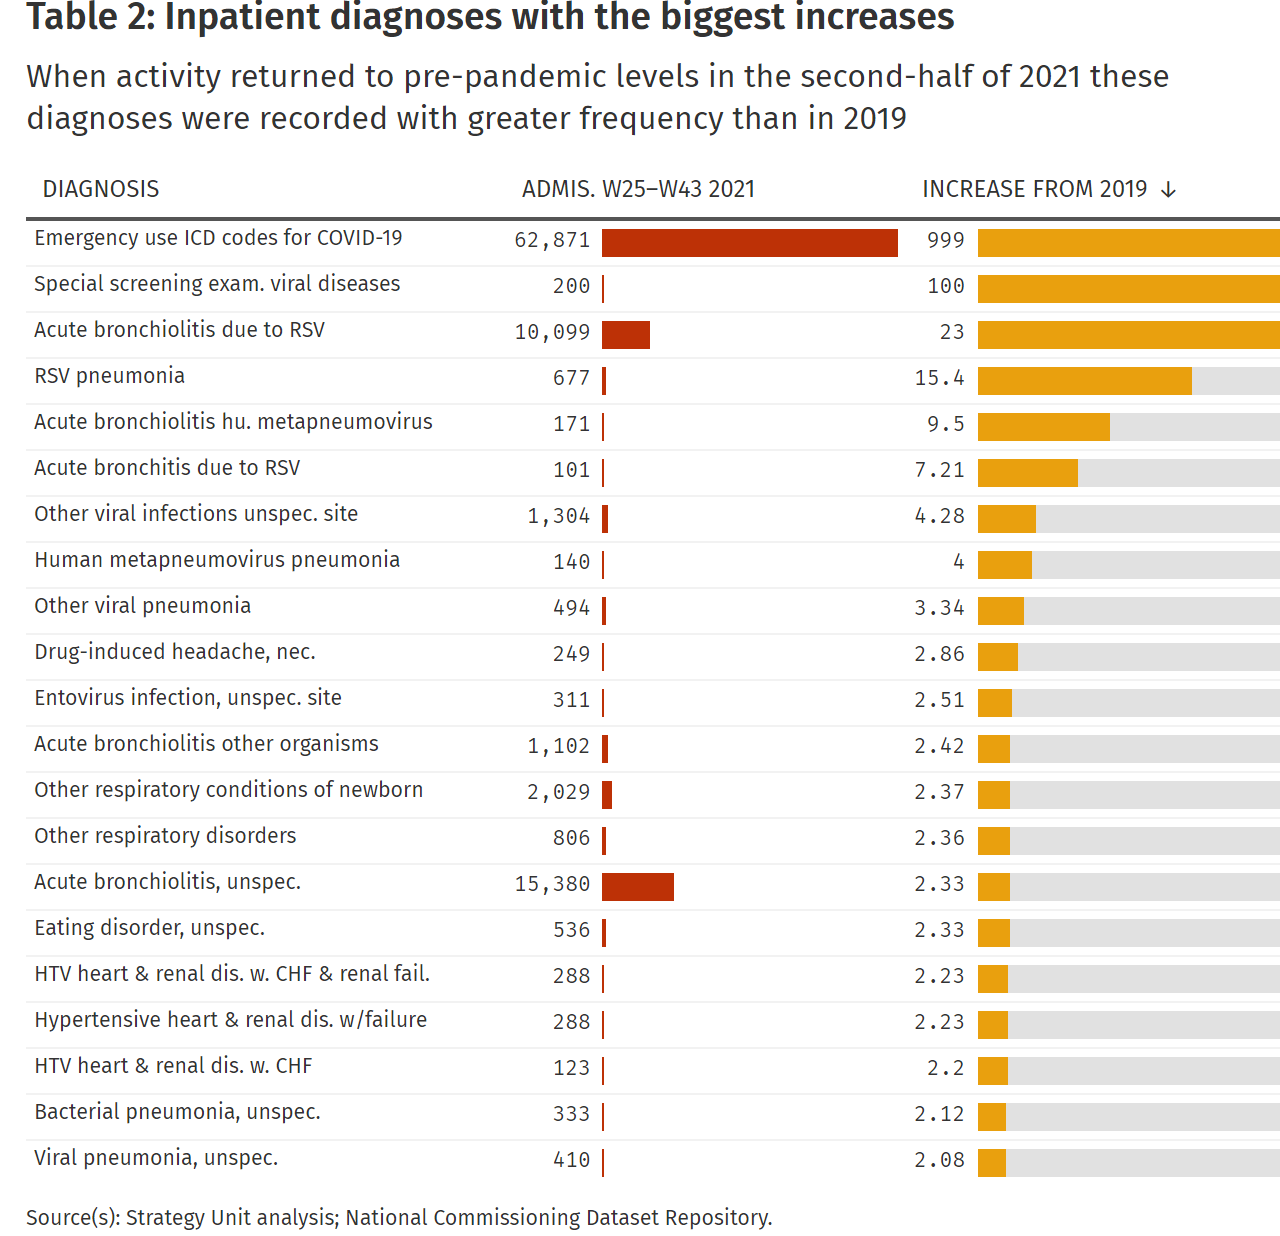 Table 2: Inpatient diagnoses with the biggest increases
When activity returned to pre-pandemic levels in the second-half of 2021 these
diagnoses were recorded with greater frequency than in 2019
DIAGNOSIS ADMIS. W25–W43 2021 INCREASE FROM 2019 ↓
Emergency use ICD codes for COVID-19 62,871 999
Special screening exam. viral diseases 200 100
Acute bronchiolitis due to RSV 10,099 23
RSV pneumonia 677 15.4
Acute bronchiolitis hu. metapneumovirus 171 9.5
Acute bronchitis due to RSV 101 7.21
Other viral infections unspec. site 1,304 4.28
Human metapneumovirus pneumonia 140 4
Other viral pneumonia 494 3.34
Drug-induced headache, nec. 249 2.86
Entovirus infection, unspec. site 311 2.51
Acute bronchiolitis other organisms 1,102 2.42
Other respiratory conditions of newborn 2,029 2.37
Other respiratory disorders 806 2.36
Acute bronchiolitis, unspec. 15,380 2.33
Eating disorder, unspec. 536 2.33
HTV heart & renal dis. w. CHF & renal fail. 288 2.23
Hypertensive heart & renal dis. w/failure 288 2.23
HTV heart & renal dis. w. CHF 123 2.2
Bacterial pneumonia, unspec. 333 2.12
Viral pneumonia, unspec. 410 2.08
Source(s): Strategy Unit analysis; National Commissioning Dataset Repository.